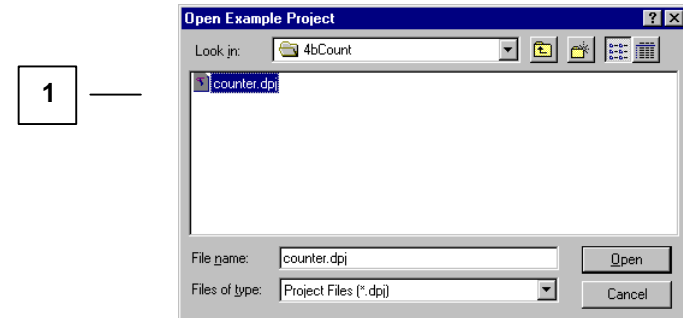 Open Example Project
Look in: 4bCount
1
counter.dpj
File name: counter.dpj Open
Files of type: Project Files (*.dpj) Cancel